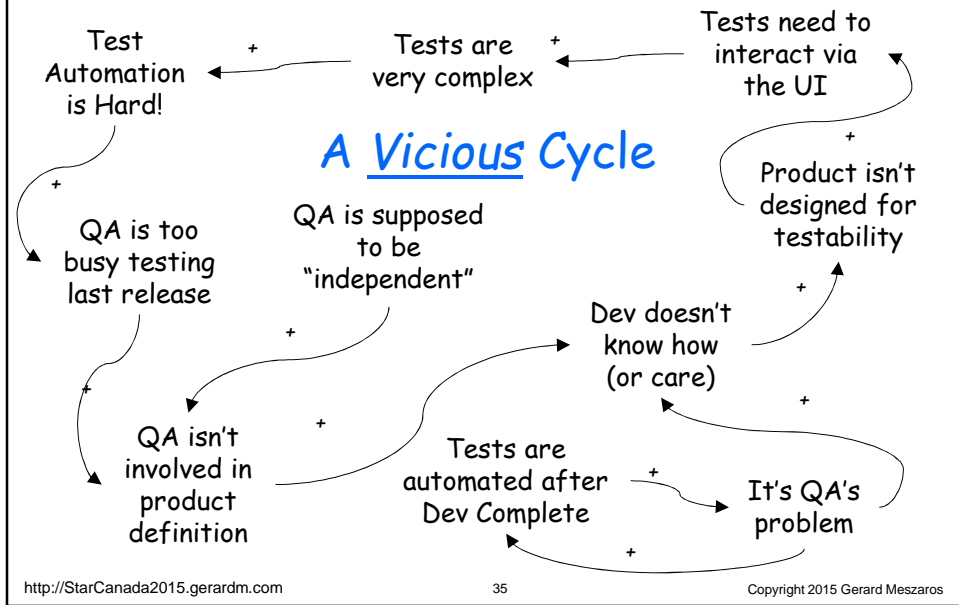 Test
Automation
is Hard!
+
Tests are
very complex
+
Tests need to
interact via
the UI
+
A Vicious Cycle
Product isn't
designed for
testability
+
QA is too
busy testing
last release
QA is supposed
to be
"independent"
+
Dev doesn't
know how
(or care)
+
+
+
QA isn't
involved in
product
definition
+
Tests are
automated after
Dev Complete
+
It's QA's
problem
+
http://StarCanada2015.gerardm.com
35
Copyright 2015 Gerard Meszaros